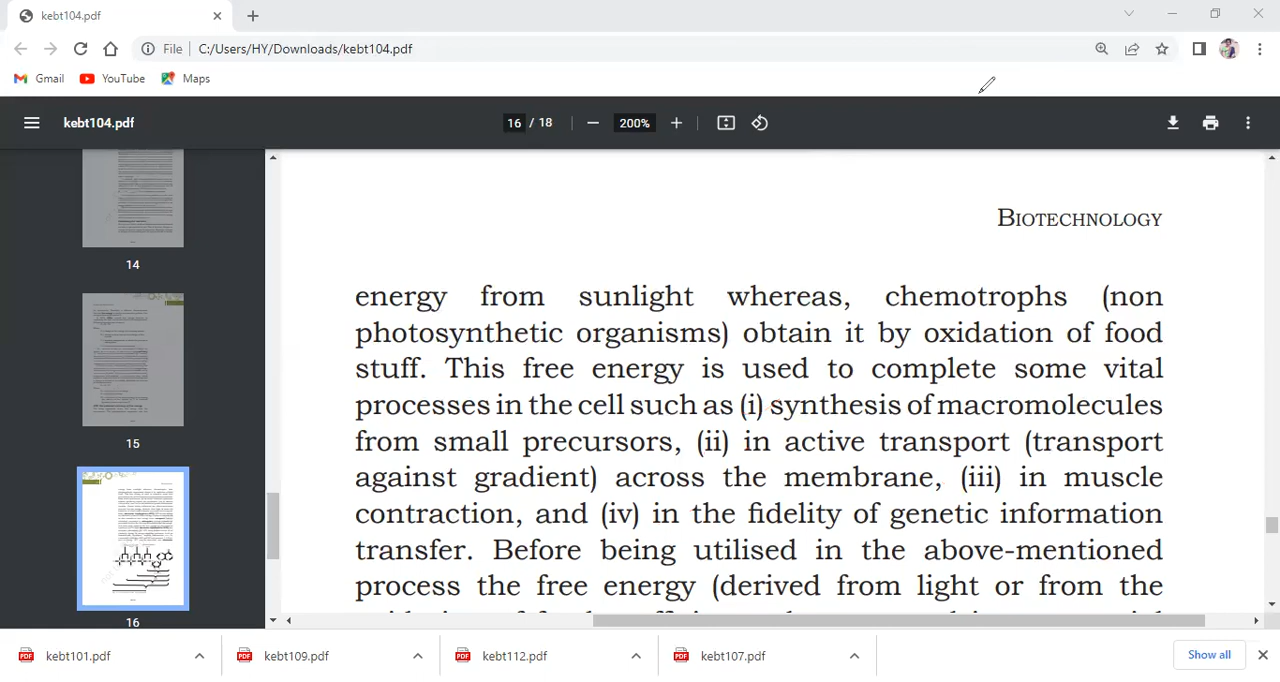 kebt104.pdf
File C:/Users/HY/Downloads/kebt104.pdf
Gmail YouTube Maps
kebt104.pdf 16 / 18 200%
14
15
16
BIOTECHNOLOGY
energy from sunlight whereas, chemotrophs (non
photosynthetic organisms) obtain it by oxidation of food
stuff. This free energy is used to complete some vital
processes in the cell such as (i) synthesis of macromolecules
from small precursors, (ii) in active transport (transport
against gradient) across the membrane, (iii) in muscle
contraction, and (iv) in the fidelity of genetic information
transfer. Before being utilised in the above-mentioned
process the free energy (derived from light or from the
PDF kebt101.pdf PDF kebt109.pdf PDF kebt112.pdf PDF kebt107.pdf Show all